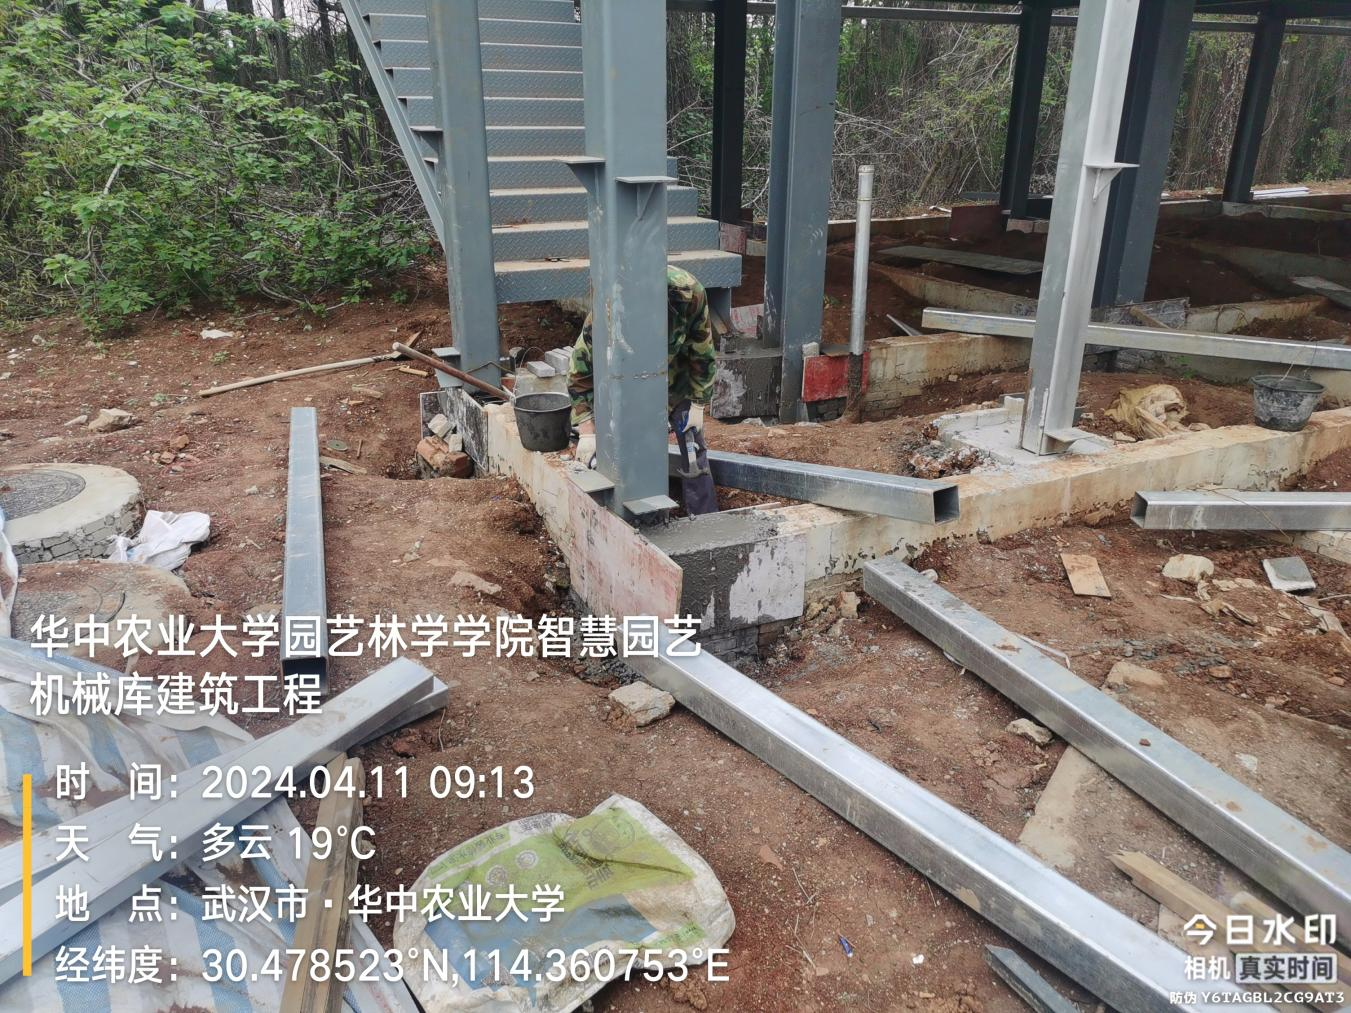 华中农业大学园艺林学学院智慧园艺
机械库建筑工程
时 间：2024.04.11 09:13
天 气：多云 19℃
地 点：武汉市·华中农业大学
经纬度：30.478523°N,114.360753°E
今日水印
相机 真实时间
防伪 Y6TAGBL2CG9AT3